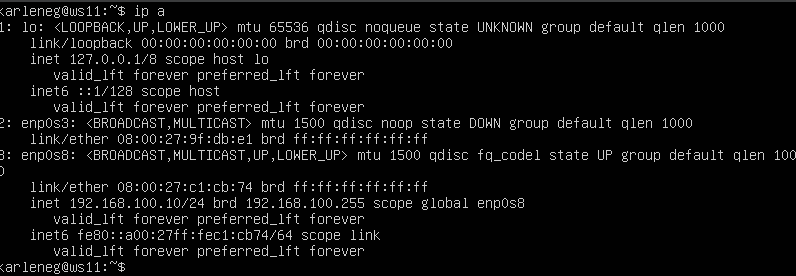 karleneg@ws11:~$ ip a
1: lo: <LOOPBACK,UP,LOWER_UP> mtu 65536 qdisc noqueue state UNKNOWN group default qlen 1000
    link/loopback 00:00:00:00:00:00 brd 00:00:00:00:00:00
    inet 127.0.0.1/8 scope host lo
       valid_lft forever preferred_lft forever
    inet6 ::1/128 scope host
       valid_lft forever preferred_lft forever
2: enp0s3: <BROADCAST,MULTICAST> mtu 1500 qdisc noop state DOWN group default qlen 1000
    link/ether 08:00:27:9f:db:e1 brd ff:ff:ff:ff:ff:ff
3: enp0s8: <BROADCAST,MULTICAST,UP,LOWER_UP> mtu 1500 qdisc fq_codel state UP group default qlen 100
0
    link/ether 08:00:27:c1:cb:74 brd ff:ff:ff:ff:ff:ff
    inet 192.168.100.10/24 brd 192.168.100.255 scope global enp0s8
       valid_lft forever preferred_lft forever
    inet6 fe80::a00:27ff:fec1:cb74/64 scope link
       valid_lft forever preferred_lft forever
karleneg@ws11:~$